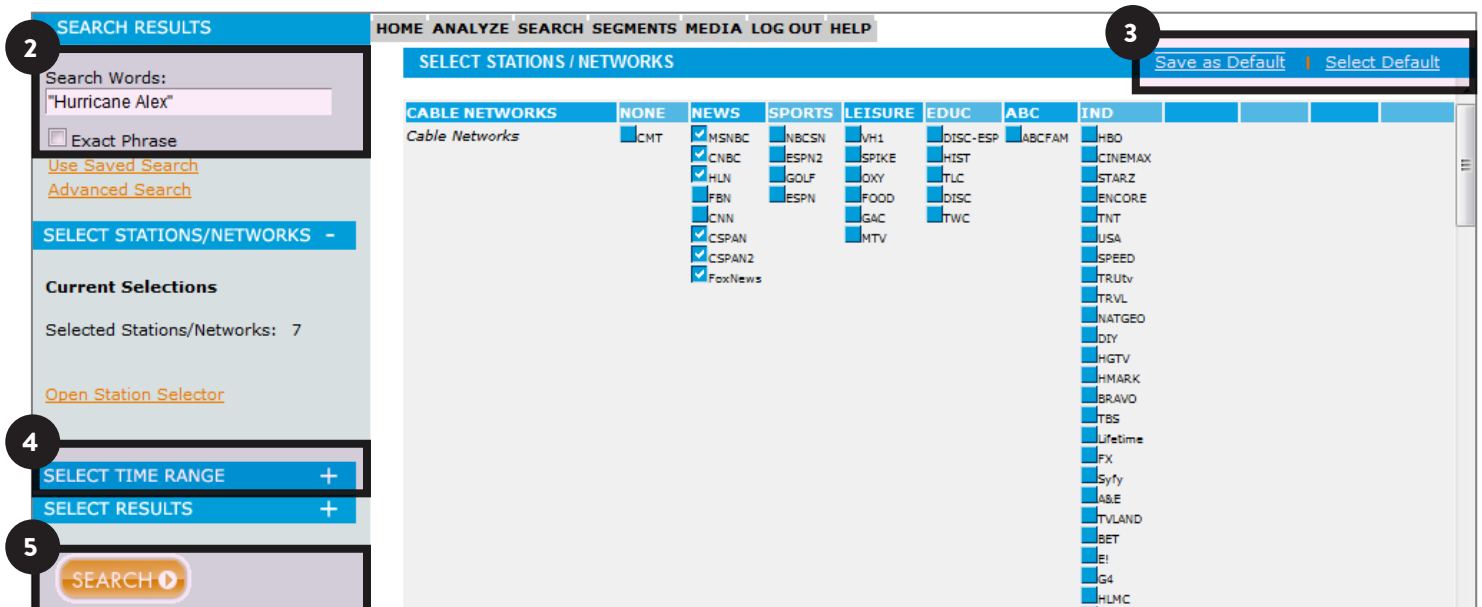 SEARCH RESULTS
2
Search Words:
"Hurricane Alex"
Exact Phrase
Use Saved Search
Advanced Search
SELECT STATIONS/NETWORKS -
Current Selections
Selected Stations/Networks: 7
Open Station Selector
4
SELECT TIME RANGE +
SELECT RESULTS +
5
SEARCH
HOME ANALYZE SEARCH SEGMENTS MEDIA LOG OUT HELP
3
SELECT STATIONS / NETWORKS Save as Default | Select Default
CABLE NETWORKS NONE NEWS SPORTS LEISURE EDUC ABC IND
Cable Networks CMT MSNBC NBCSN VH1 DISC-ESP ABCFAM HBO
CNBC ESPN2 SPIKE HIST CINEMAX
HLN GOLF OXY TLC STARZ
FBN ESPN FOOD DISC ENCORE
CNN GAC TWC TNT
CSPAN MTV USA
CSPAN2 SPEED
FoxNews TRUtv
TRVL
NATGEO
DIY
HGTV
HMARK
BRAVO
TBS
Lifetime
FX
Syfy
A&E
TVLAND
BET
E!
G4
HLMC